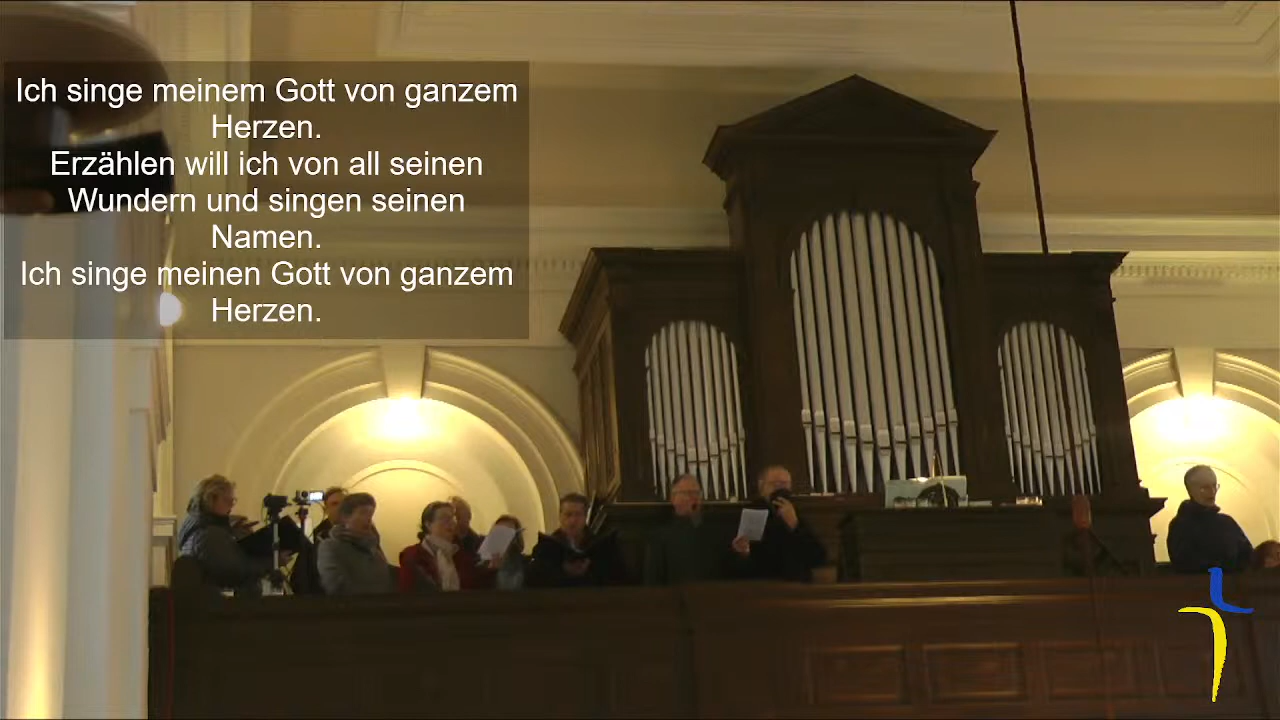 Ich singe meinem Gott von ganzem
Herzen.
Erzählen will ich von all seinen
Wundern und singen seinen
Namen.
Ich singe meinen Gott von ganzem
Herzen.